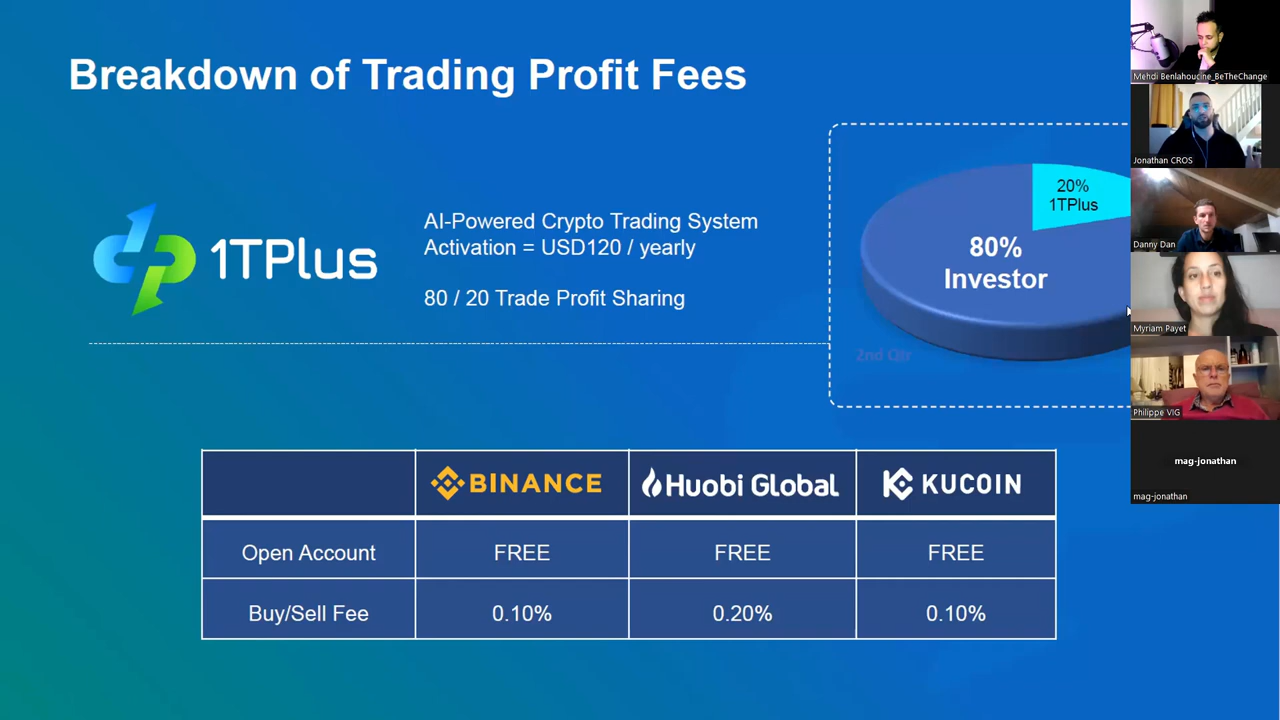 Breakdown of Trading Profit Fees
1TPlus
AI-Powered Crypto Trading System
Activation = USD120 / yearly
80 / 20 Trade Profit Sharing
20%
1TPlus
80%
Investor
2nd Qtr
BINANCE
Huobi Global
KUCOIN
Open Account
FREE
FREE
FREE
Buy/Sell Fee
0.10%
0.20%
0.10%
Mehdi Benlahoucine_BeTheChange
Jonathan CROS
Danny Dan
Myriam Payet
Philippe VIG
mag-jonathan
mag-jonathan